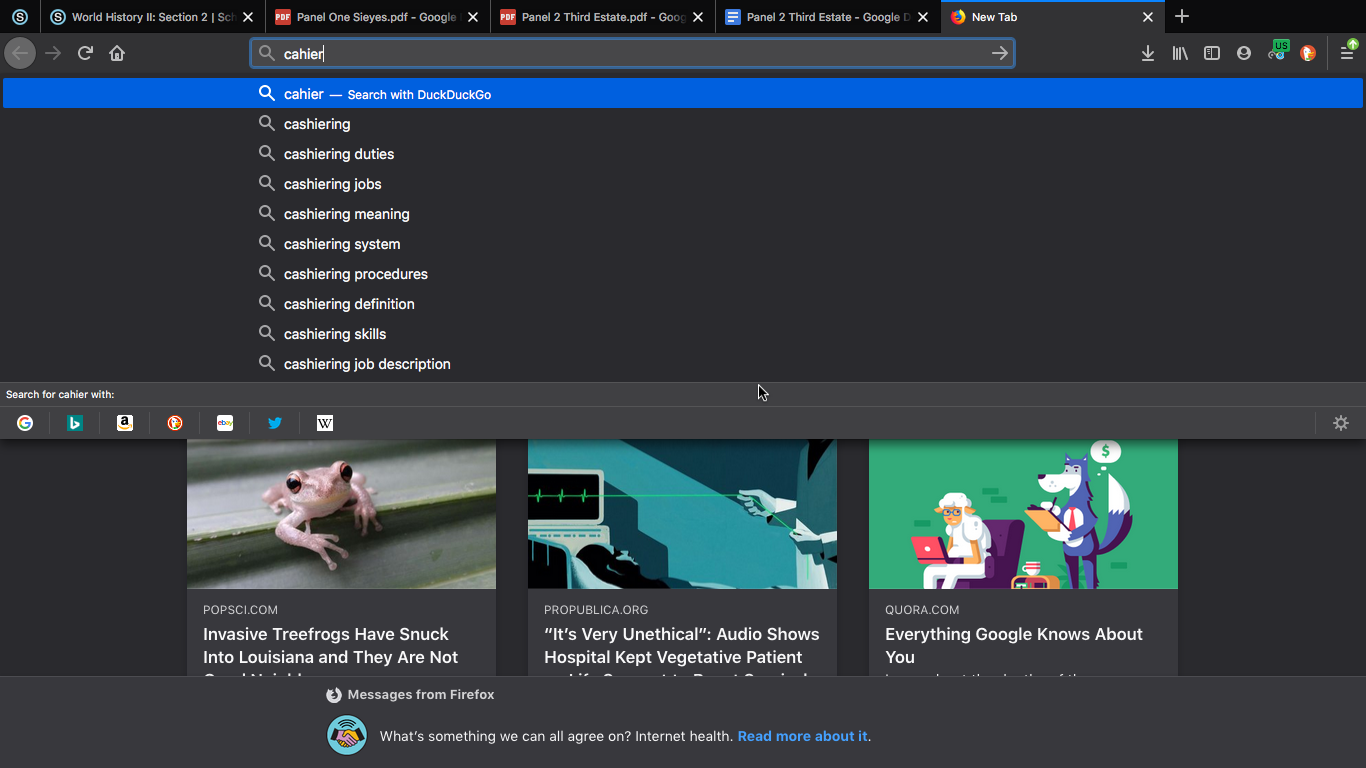 World History II: Section 2 | Sch
Panel One Sieyes.pdf - Google
Panel 2 Third Estate.pdf - Goog
Panel 2 Third Estate - Google D
New Tab
cahier
US
cahier — Search with DuckDuckGo
cashiering
cashiering duties
cashiering jobs
cashiering meaning
cashiering system
cashiering procedures
cashiering definition
cashiering skills
cashiering job description
Search for cahier with:
POPSCI.COM
Invasive Treefrogs Have Snuck
Into Louisiana and They Are Not
PROPUBLICA.ORG
“It’s Very Unethical”: Audio Shows
Hospital Kept Vegetative Patient
QUORA.COM
Everything Google Knows About
You
Messages from Firefox
What’s something we can all agree on? Internet health. Read more about it.